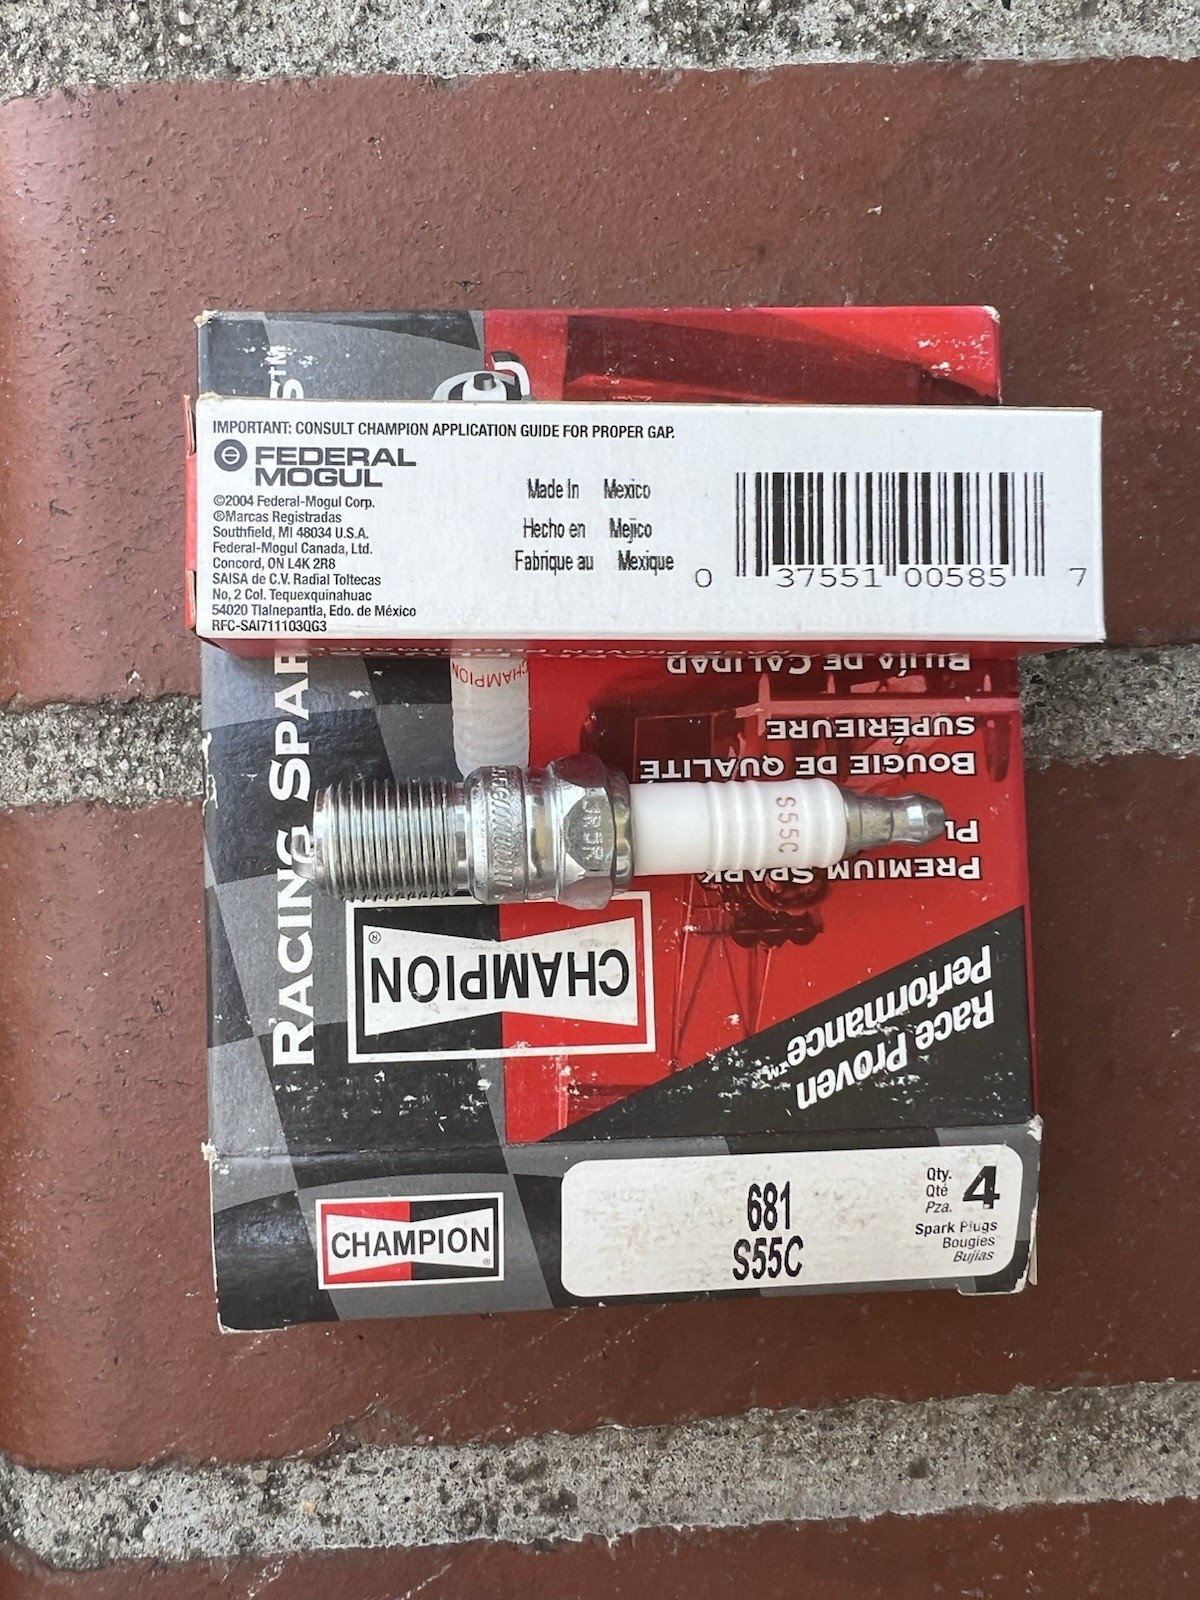 IMPORTANT: CONSULT CHAMPION APPLICATION GUIDE FOR PROPER GAP.
FEDERAL
MOGUL
©2004 Federal-Mogul Corp.
®Marcas Registradas
Southfield, MI 48034 U.S.A.
Federal-Mogul Canada, Ltd.
Concord, ON L4K 2R8
SAISA de C.V. Radial Toltecas
No, 2 Col. Tequexquinahuac
54020 Tlalnepantla, Edo. de México
RFC-SAI711103QG3
Made In Mexico
Hecho en Mejico
Fabrique au Mexique
0 37551 00585 7
CHAMPION
BUJÍA DE CALIDAD
SUPÉRIEURE
BOUGIE DE QUALITÉ
PREMIUM SPARK
S55C
RACING SPAR
CHAMPION®
Race Proven
Performance™
CHAMPION
681
S55C
Qty.
Qté
Pza.
4
Spark Plugs
Bougies
Bujias